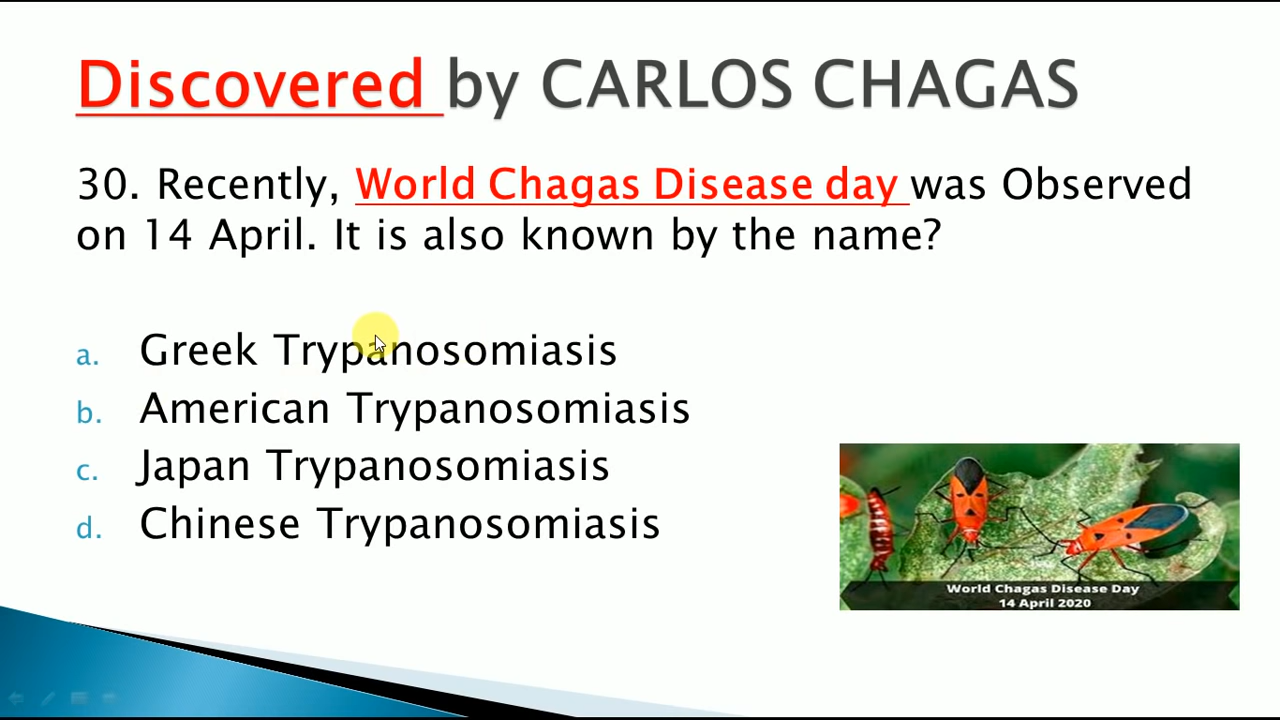 Discovered by CARLOS CHAGAS
30. Recently, World Chagas Disease day was Observed
on 14 April. It is also known by the name?
a. Greek Trypanosomiasis
b. American Trypanosomiasis
c. Japan Trypanosomiasis
d. Chinese Trypanosomiasis
World Chagas Disease Day
14 April 2020